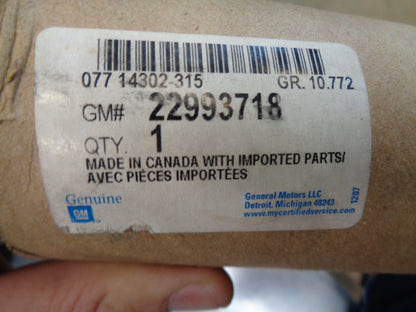 077 14302-315 GR. 10.772
GM# 22993718
QTY. 1
MADE IN CANADA WITH IMPORTED PARTS/
AVEC PIÈCES IMPORTÉES
Genuine
GM
General Motors LLC
Detroit, Michigan 48243
www.mycertifiedservice.com
1207